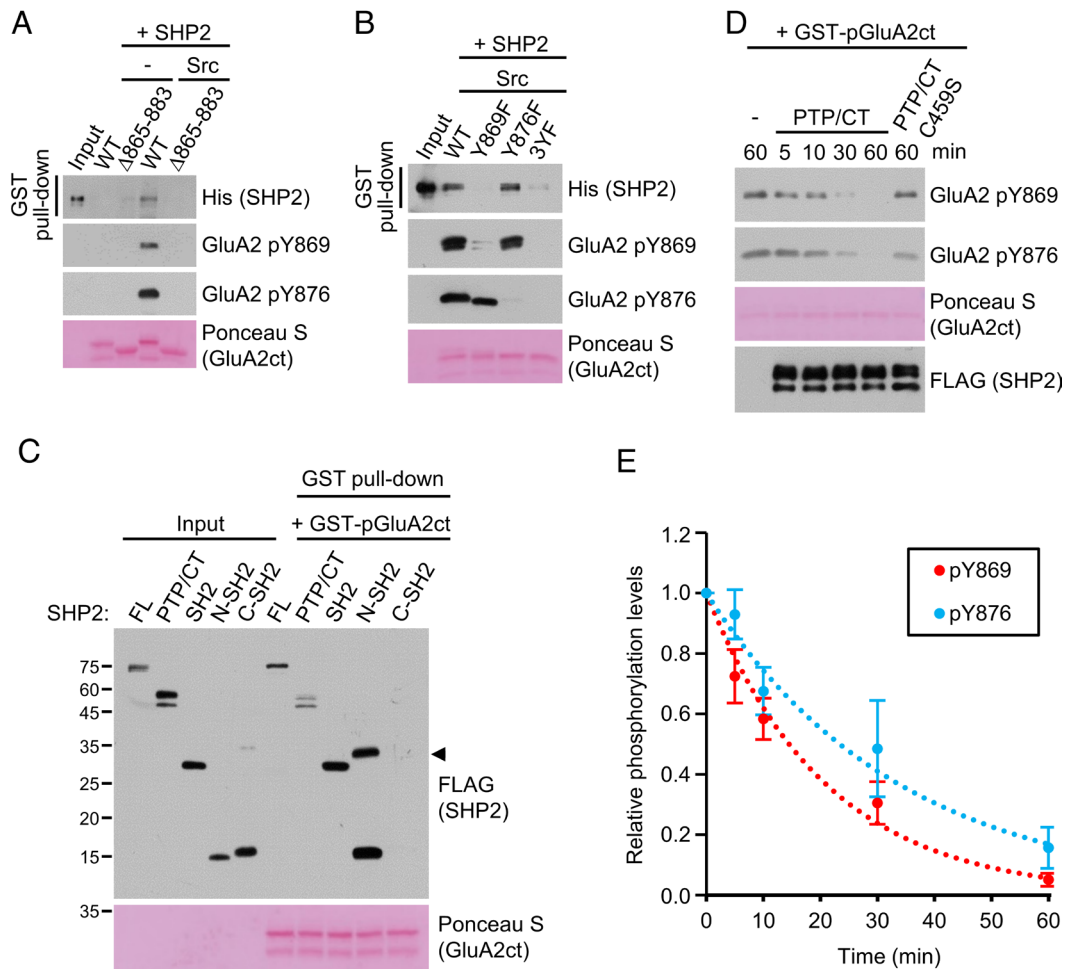 A
+ SHP2
- Src
Input
WT
Δ865-883
WT
Δ865-883
GST
pull-down
His (SHP2)
GluA2 pY869
GluA2 pY876
Ponceau S
(GluA2ct)
B
+ SHP2
Src
Input
WT
Y869F
Y876F
3YF
GST
pull-down
His (SHP2)
GluA2 pY869
GluA2 pY876
Ponceau S
(GluA2ct)
D
+ GST-pGluA2ct
- PTP/CT
PTP/CT
C459S
60 5 10 30 60 60 min
GluA2 pY869
GluA2 pY876
Ponceau S
(GluA2ct)
FLAG (SHP2)
C
GST pull-down
Input + GST-pGluA2ct
SHP2:
FL
PTP/CT
SH2
N-SH2
C-SH2
FL
PTP/CT
SH2
N-SH2
C-SH2
75
60
45
35
25
20
15
FLAG
(SHP2)
35
Ponceau S
(GluA2ct)
E
Relative phosphorylation levels
1.2
1.0
0.8
0.6
0.4
0.2
0.0
pY869
pY876
0 10 20 30 40 50 60
Time (min)